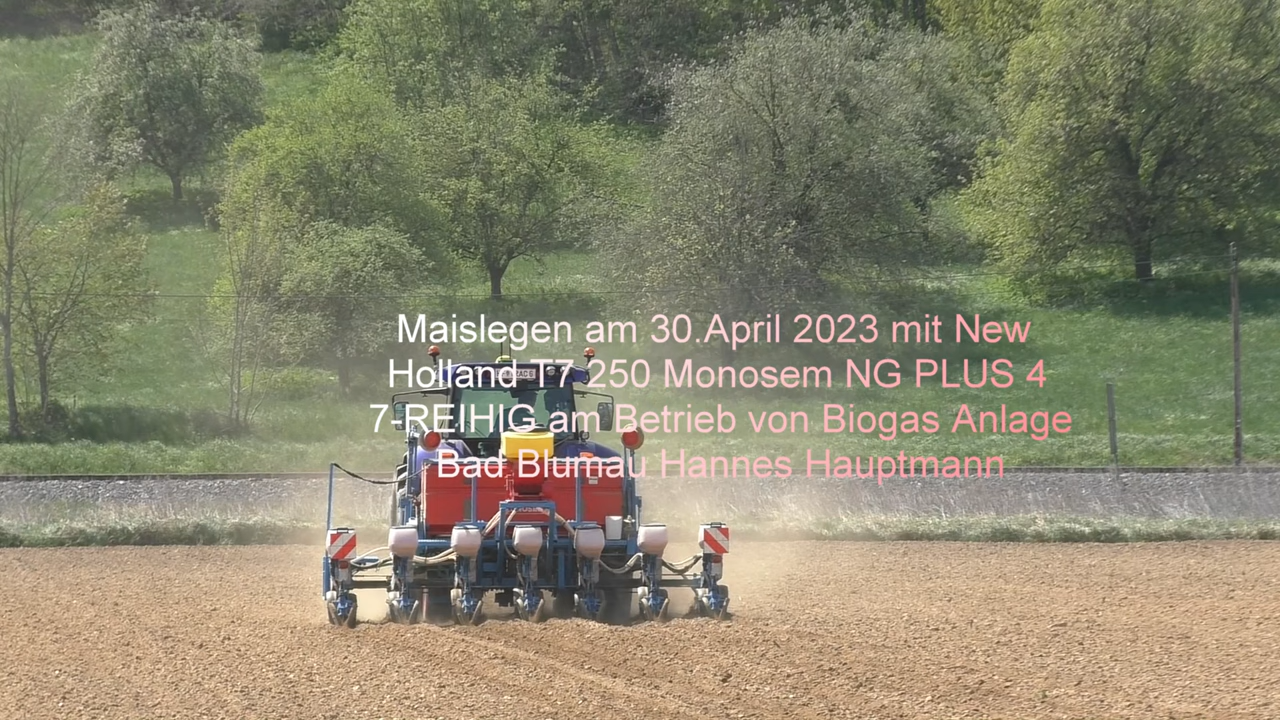 Maislegen am 30.April 2023 mit New
Holland T7 250 Monosem NG PLUS 4
7-REIHIG am Betrieb von Biogas Anlage
Bad Blumau Hannes Hauptmann